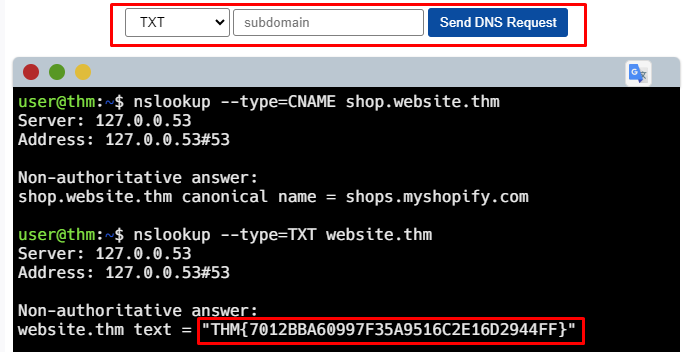 TXT subdomain Send DNS Request
user@thm:~$ nslookup --type=CNAME shop.website.thm
Server: 127.0.0.53
Address: 127.0.0.53#53
Non-authoritative answer:
shop.website.thm canonical name = shops.myshopify.com
user@thm:~$ nslookup --type=TXT website.thm
Server: 127.0.0.53
Address: 127.0.0.53#53
Non-authoritative answer:
website.thm text = "THM{7012BBA60997F35A9516C2E16D2944FF}"